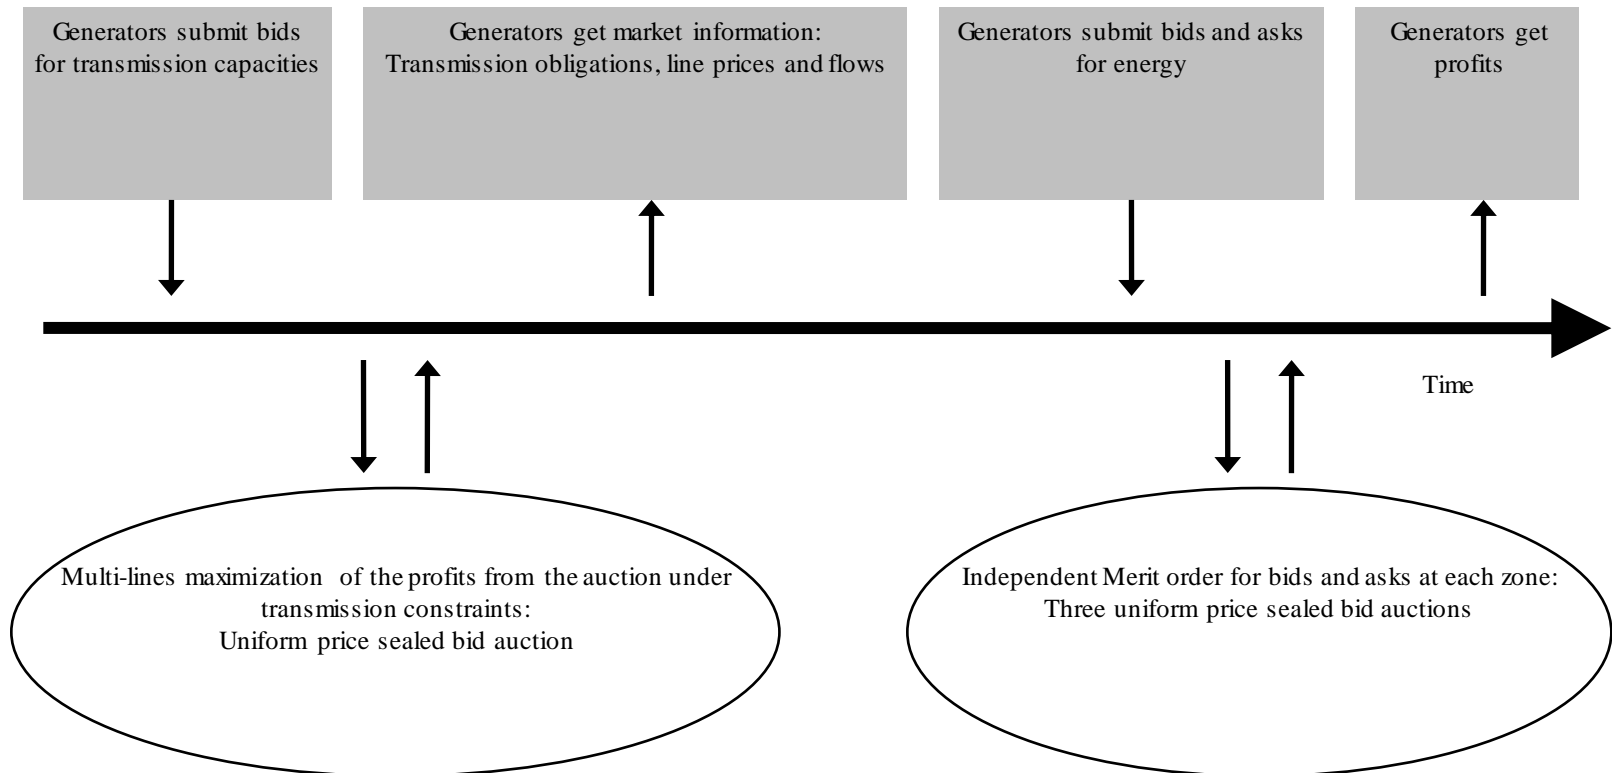 Generators submit bids
for transmission capacities
Generators get market information:
Transmission obligations, line prices and flows
Generators submit bids and asks
for energy
Generators get
profits
Time
Multi-lines maximization of the profits from the auction under
transmission constraints:
Uniform price sealed bid auction
Independent Merit order for bids and asks at each zone:
Three uniform price sealed bid auctions